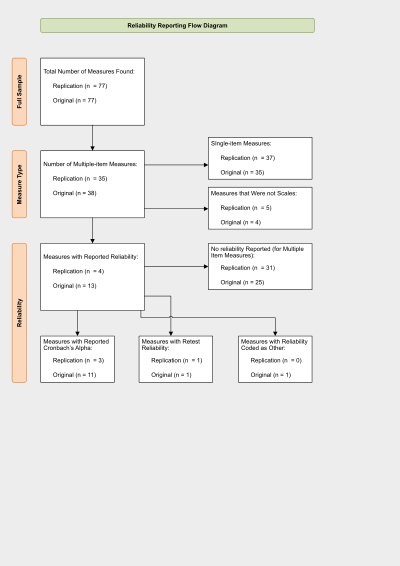 Reliability Reporting Flow Diagram
Full Sample
Total Number of Measures Found:
Replication (n = 77)
Original (n = 77)
Measure Type
Number of Multiple-item Measures:
Replication (n = 35)
Original (n = 38)
SIngle-item Measures:
Replication (n = 37)
Original (n = 35)
Measures that Were not Scales:
Replication (n = 5)
Original (n = 4)
Reliability
Measures with Reported Reliability:
Replication (n = 4)
Original (n = 13)
No reliability Reported (for Multiple
Item Measures):
Replication (n = 31)
Original (n = 25)
Measures with Reported
Cronbach's Alpha:
Replication (n = 3)
Original (n = 11)
Measures with Retest
Reliability:
Replication (n = 1)
Original (n = 1)
Measures with Reliability
Coded as Other:
Replication (n = 0)
Original (n = 1)